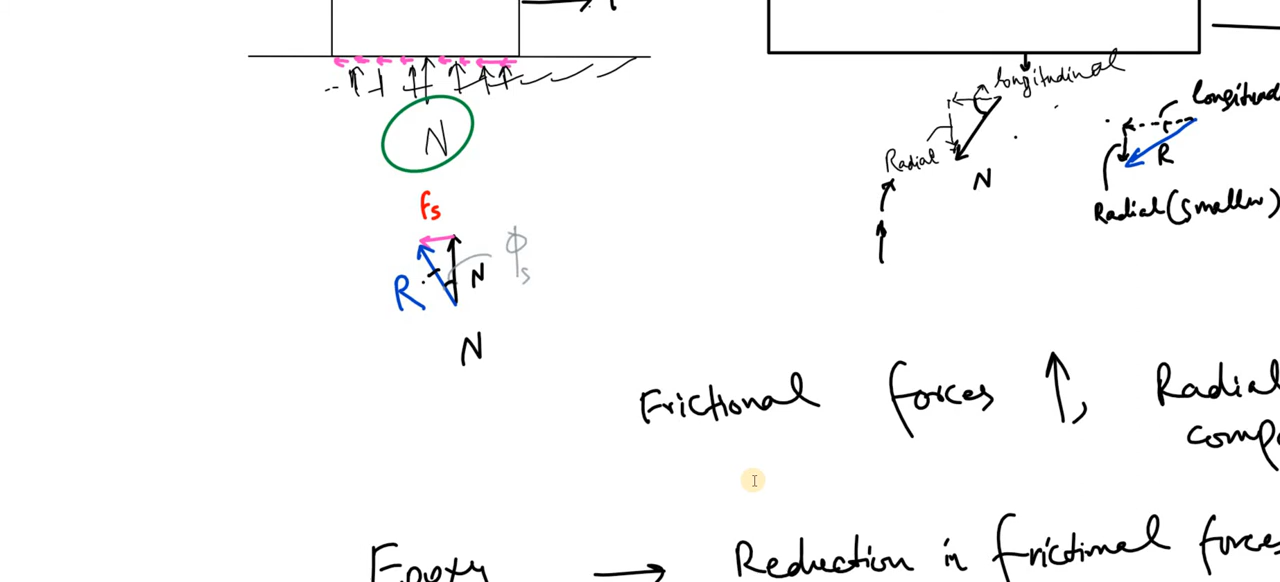 N
fs
R
N
ϕs
N
longitudinal
Radial
N
Longitud
R
Radial (smaller)
Frictional forces ↑, Radial
comp
Empty → Reduction in frictional forces